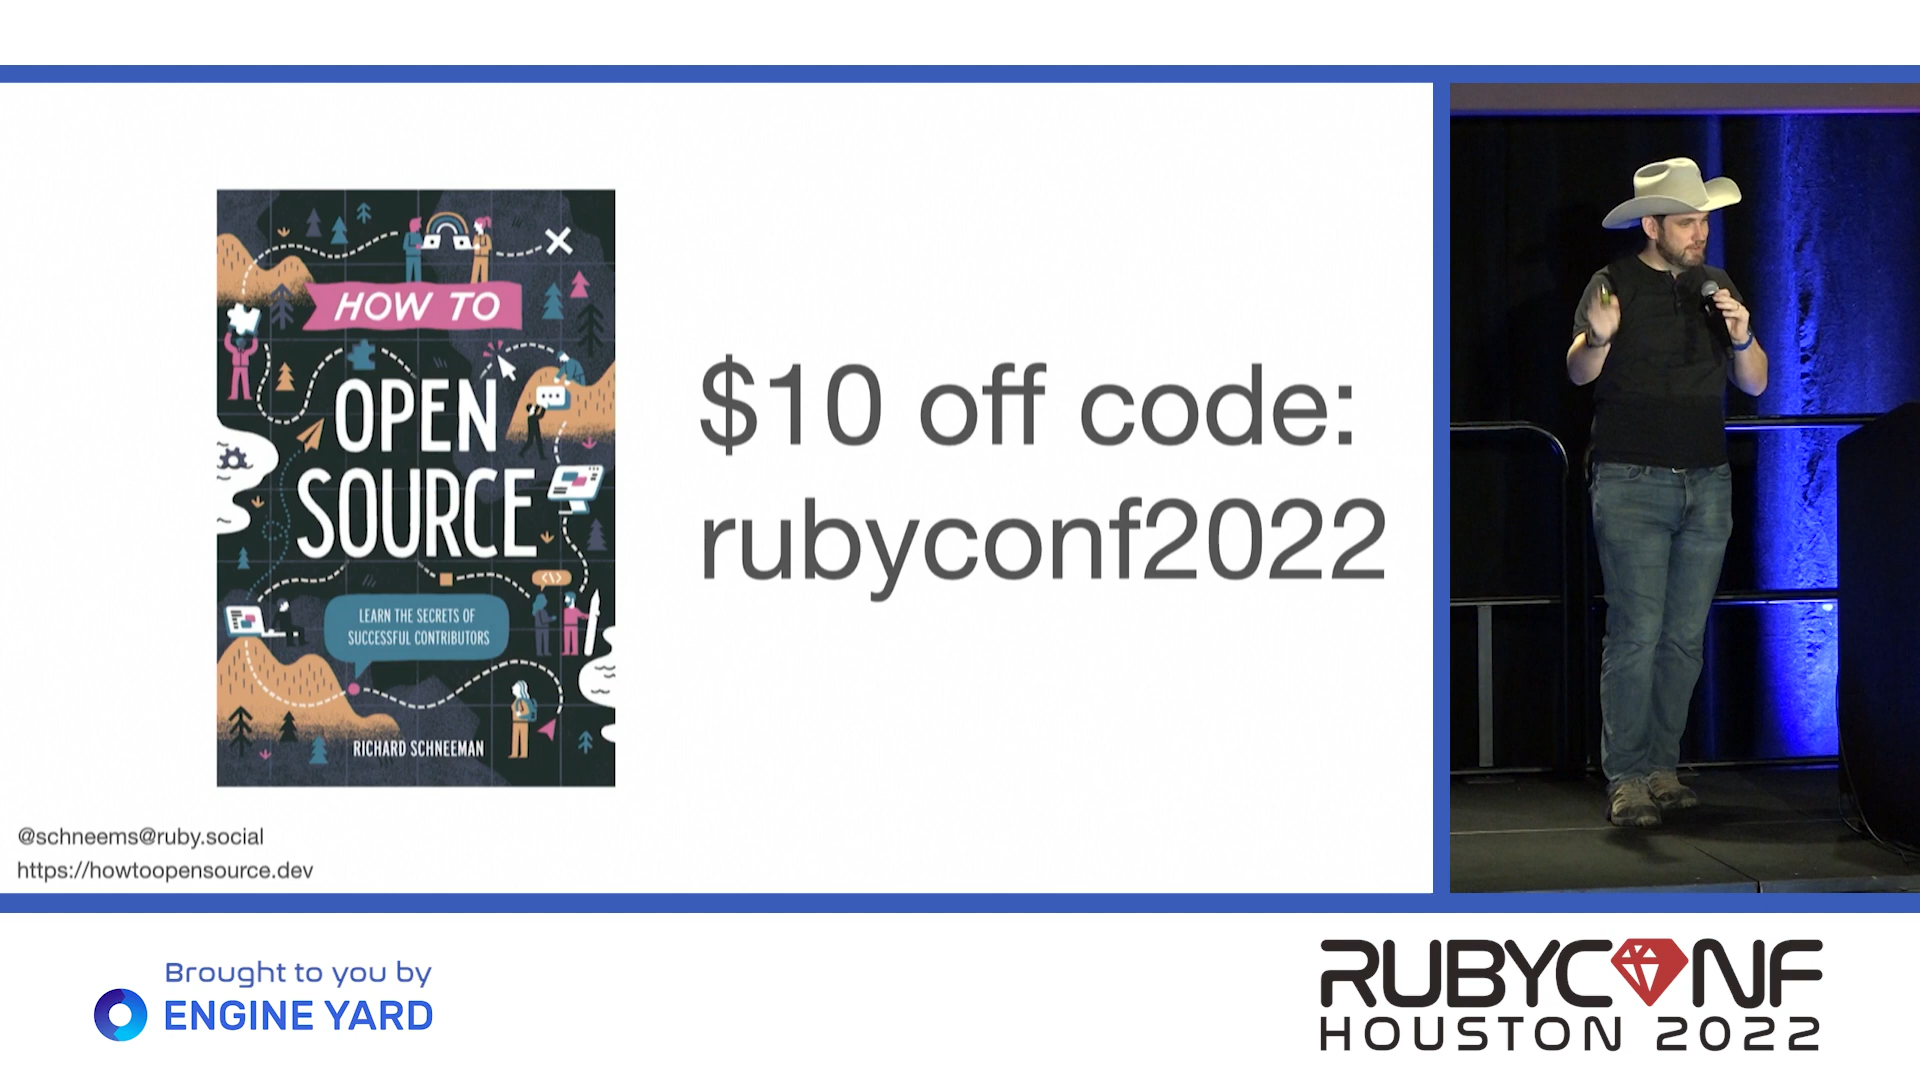 HOW TO
OPEN
SOURCE
LEARN THE SECRETS OF
SUCCESSFUL CONTRIBUTORS
RICHARD SCHNEEMAN
$10 off code:
rubyconf2022
@schneems@ruby.social
https://howtoopensource.dev
Brought to you by
ENGINE YARD
RUBYCONF
HOUSTON 2022